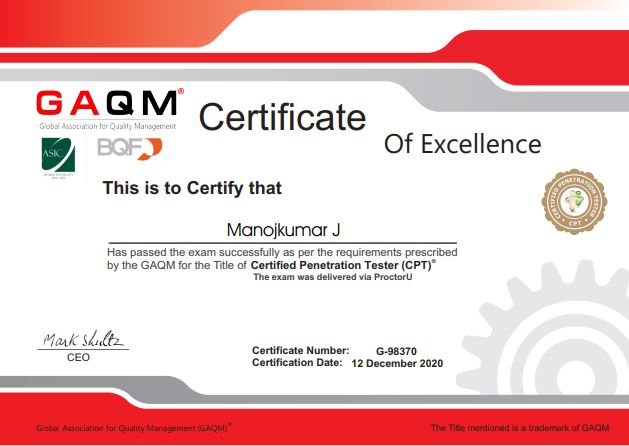 GAQM®
Global Association for Quality Management
Certificate
Of Excellence
ASIC
BQF
This is to Certify that
CERTIFIED PENETRATION TESTER
CPT
Manojkumar J
Has passed the exam successfully as per the requirements prescribed
by the GAQM for the Title of Certified Penetration Tester (CPT)®
The exam was delivered via ProctorU
Mark Shultz
CEO
Certificate Number: G-98370
Certification Date: 12 December 2020
Global Association for Quality Management (GAQM)®
The Title mentioned is a trademark of GAQM